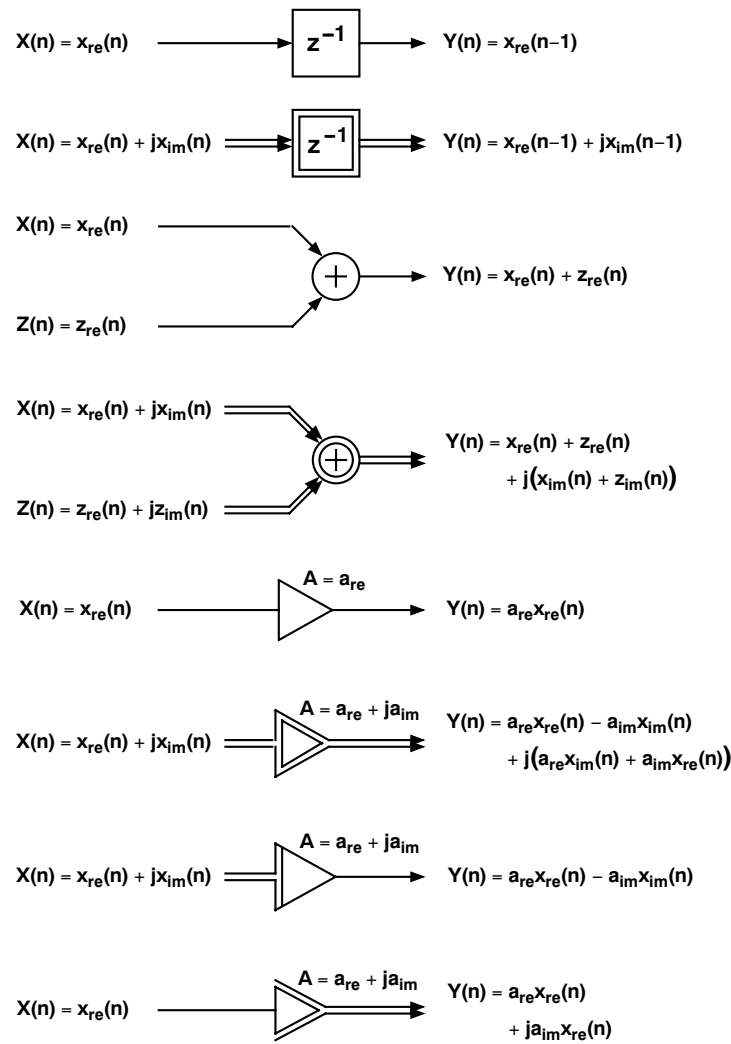 X(n) = x_re(n) z⁻¹ Y(n) = x_re(n−1)
X(n) = x_re(n) + jx_im(n) z⁻¹ Y(n) = x_re(n−1) + jx_im(n−1)
X(n) = x_re(n)
+ Y(n) = x_re(n) + z_re(n)
Z(n) = z_re(n)
X(n) = x_re(n) + jx_im(n)
+ Y(n) = x_re(n) + z_re(n)
+ j(x_im(n) + z_im(n))
Z(n) = z_re(n) + jz_im(n)
A = a_re
X(n) = x_re(n) Y(n) = a_re x_re(n)
A = a_re + ja_im
X(n) = x_re(n) + jx_im(n) Y(n) = a_re x_re(n) − a_im x_im(n)
+ j(a_re x_im(n) + a_im x_re(n))
A = a_re + ja_im
X(n) = x_re(n) + jx_im(n) Y(n) = a_re x_re(n) − a_im x_im(n)
A = a_re + ja_im
X(n) = x_re(n) Y(n) = a_re x_re(n)
+ ja_im x_re(n)